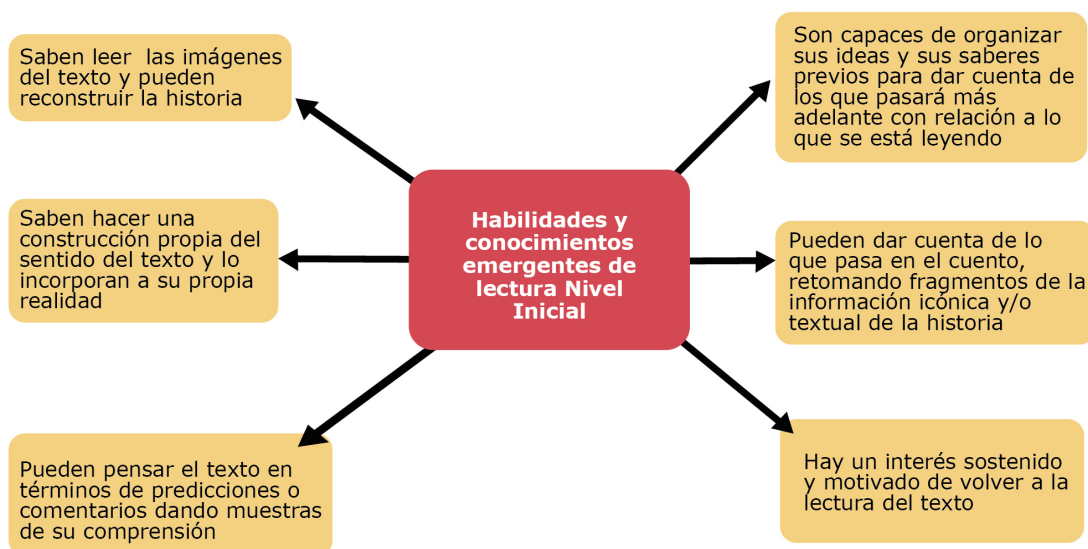 Saben leer  las imágenes
del texto y pueden
reconstruir la historia
Son capaces de organizar
sus ideas y sus saberes
previos para dar cuenta de
los que pasará más
adelante con relación a lo
que se está leyendo
Habilidades y
conocimientos
emergentes de
lectura Nivel
Inicial
Saben hacer una
construcción propia del
sentido del texto y lo
incorporan a su propia
realidad
Pueden dar cuenta de lo
que pasa en el cuento,
retomando fragmentos de la
información icónica y/o
textual de la historia
Pueden pensar el texto en
términos de predicciones o
comentarios dando muestras
de su comprensión
Hay un interés sostenido
y motivado de volver a la
lectura del texto